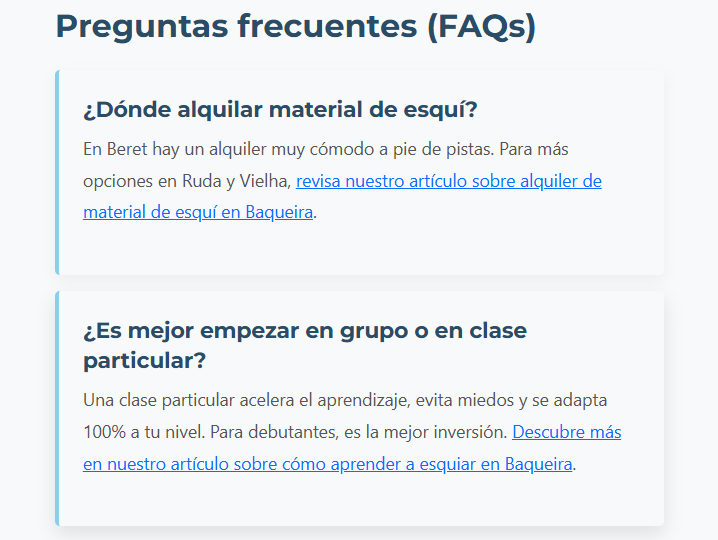 Preguntas frecuentes (FAQs)
¿Dónde alquilar material de esquí?
En Beret hay un alquiler muy cómodo a pie de pistas. Para más
opciones en Ruda y Vielha, revisa nuestro artículo sobre alquiler de
material de esquí en Baqueira.
¿Es mejor empezar en grupo o en clase
particular?
Una clase particular acelera el aprendizaje, evita miedos y se adapta
100% a tu nivel. Para debutantes, es la mejor inversión. Descubre más
en nuestro artículo sobre cómo aprender a esquiar en Baqueira.